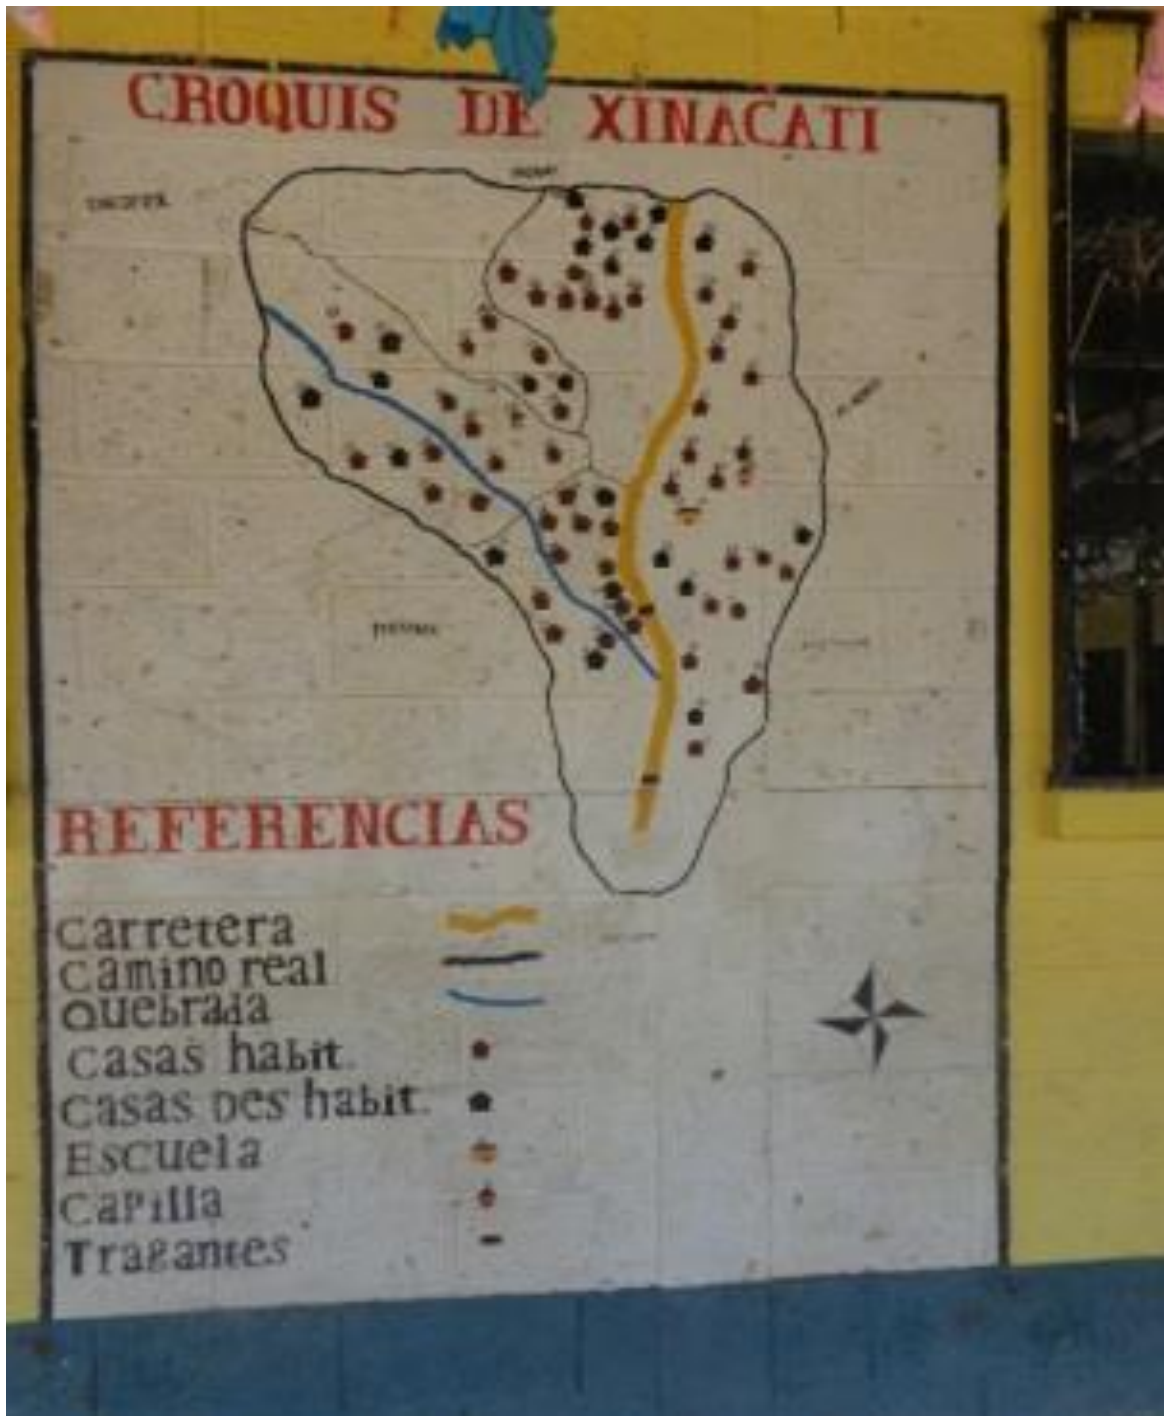 CROQUIS DE XINACATI
REFERENCIAS
Carretera
Camino real
Quebrada
Casas habit.
Casas Des habit.
Escuela
Capilla
Tragantes